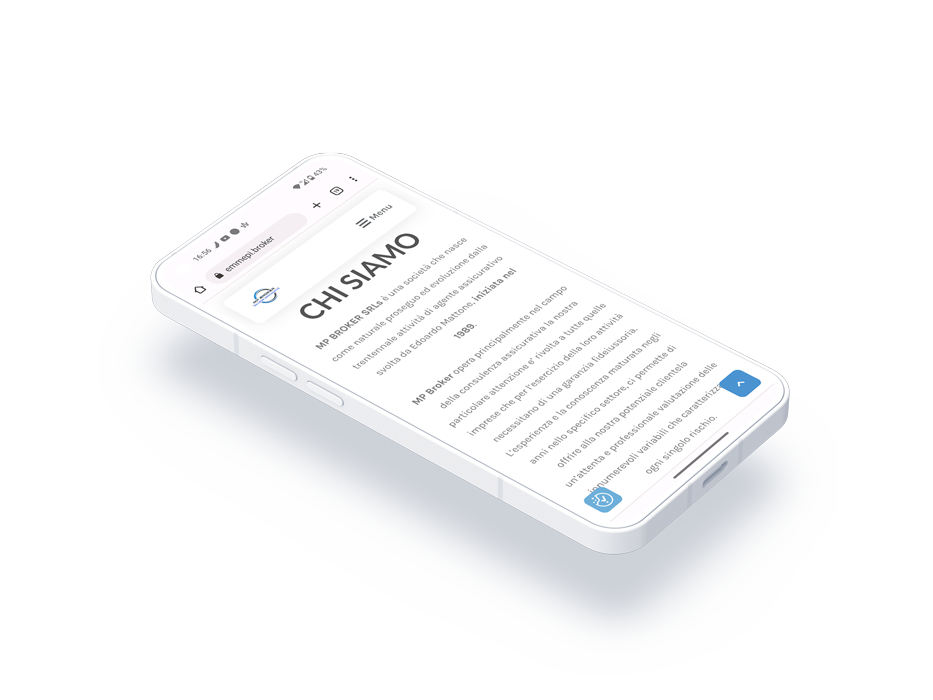 16:56
43%
emmepi.broker
Menu
CHI SIAMO
MP BROKER SRLs è una società che nasce
come naturale proseguo ed evoluzione dalla
trentennale attività di agente assicurativo
svolta da Edoardo Mattone, iniziata nel
1989.
MP Broker opera principalmente nel campo
della consulenza assicurativa la nostra
particolare attenzione e' rivolta a tutte quelle
imprese che per l'esercizio della loro attività
necessitano di una garanzia fideiussoria.
L'esperienza e la conoscenza maturata negli
anni nello specifico settore, ci permette di
offrire alla nostra potenziale clientela
un'attenta e professionale valutazione delle
innumerevoli variabili che caratterizz
ogni singolo rischio.